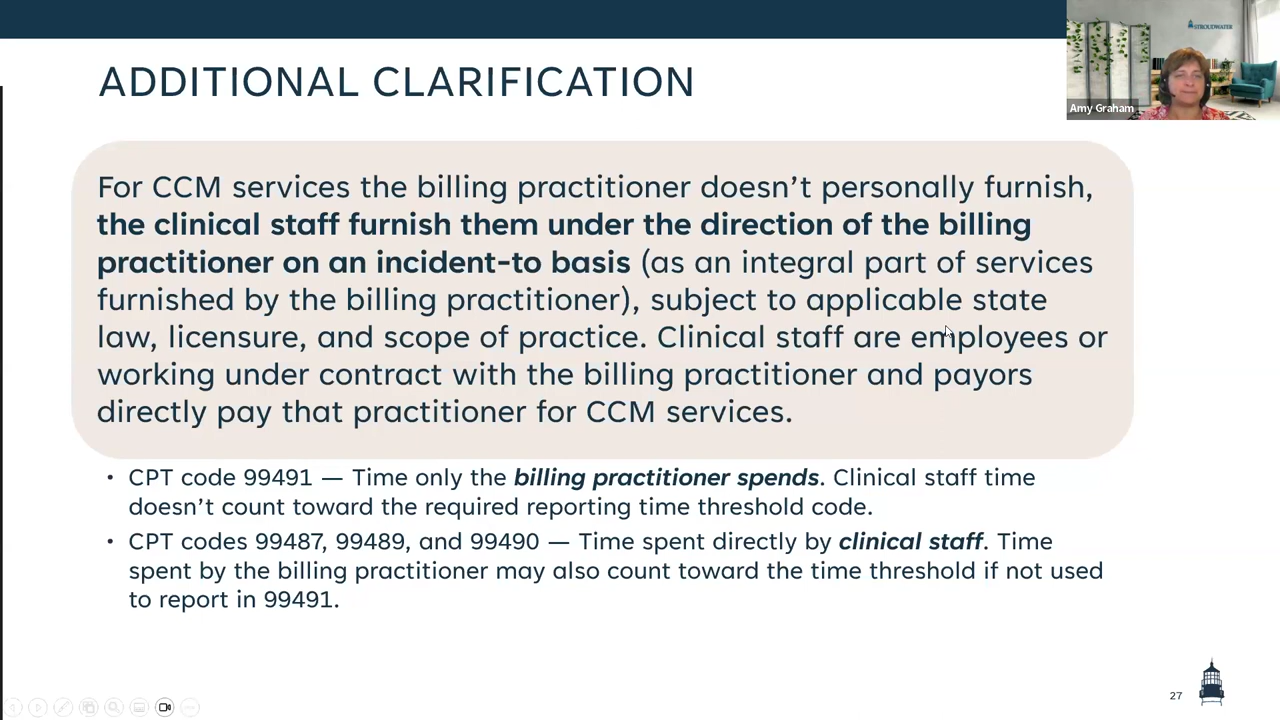 STROUDWATER
Amy Graham
ADDITIONAL CLARIFICATION
For CCM services the billing practitioner doesn’t personally furnish,
the clinical staff furnish them under the direction of the billing
practitioner on an incident-to basis (as an integral part of services
furnished by the billing practitioner), subject to applicable state
law, licensure, and scope of practice. Clinical staff are employees or
working under contract with the billing practitioner and payors
directly pay that practitioner for CCM services.
• CPT code 99491 — Time only the billing practitioner spends. Clinical staff time
doesn’t count toward the required reporting time threshold code.
• CPT codes 99487, 99489, and 99490 — Time spent directly by clinical staff. Time
spent by the billing practitioner may also count toward the time threshold if not used
to report in 99491.
27